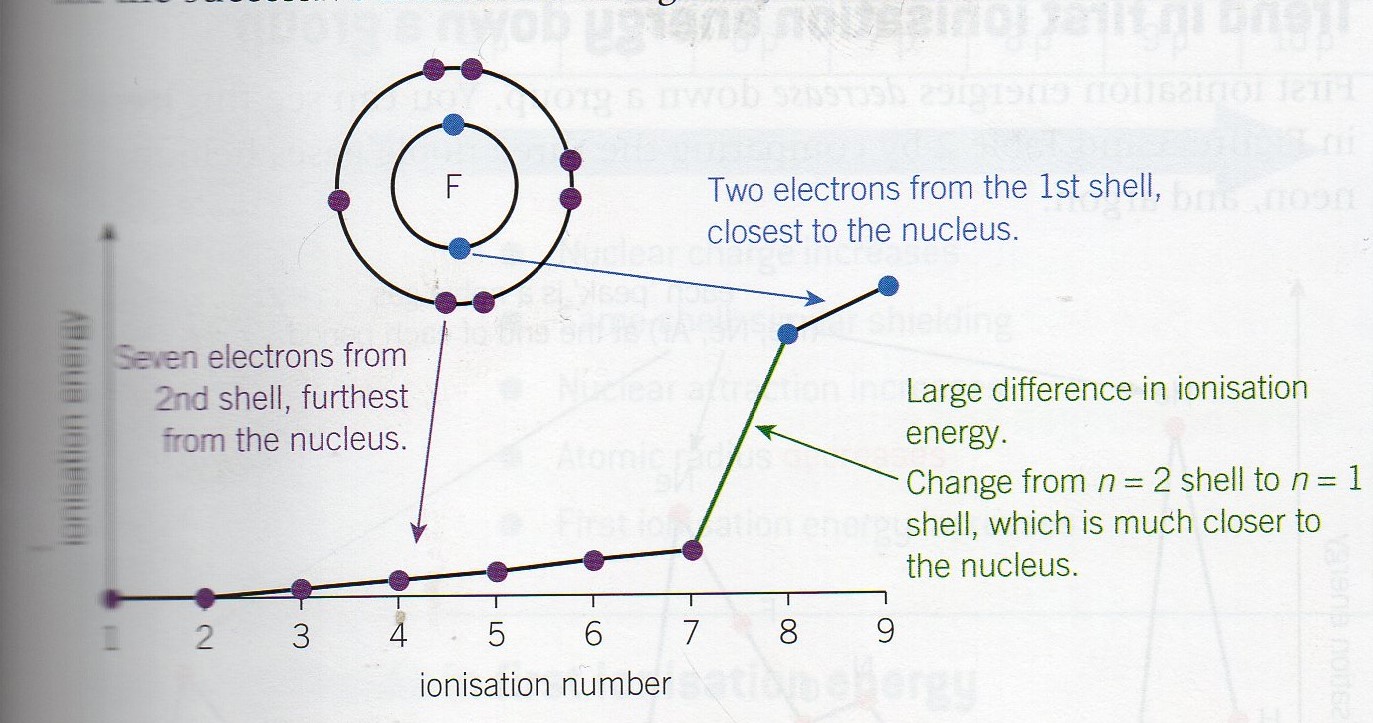 F
Two electrons from the 1st shell,
closest to the nucleus.
Seven electrons from
2nd shell, furthest
from the nucleus.
ionisation energy
Large difference in ionisation
energy.
Change from n = 2 shell to n = 1
shell, which is much closer to
the nucleus.
1 2 3 4 5 6 7 8 9
ionisation number